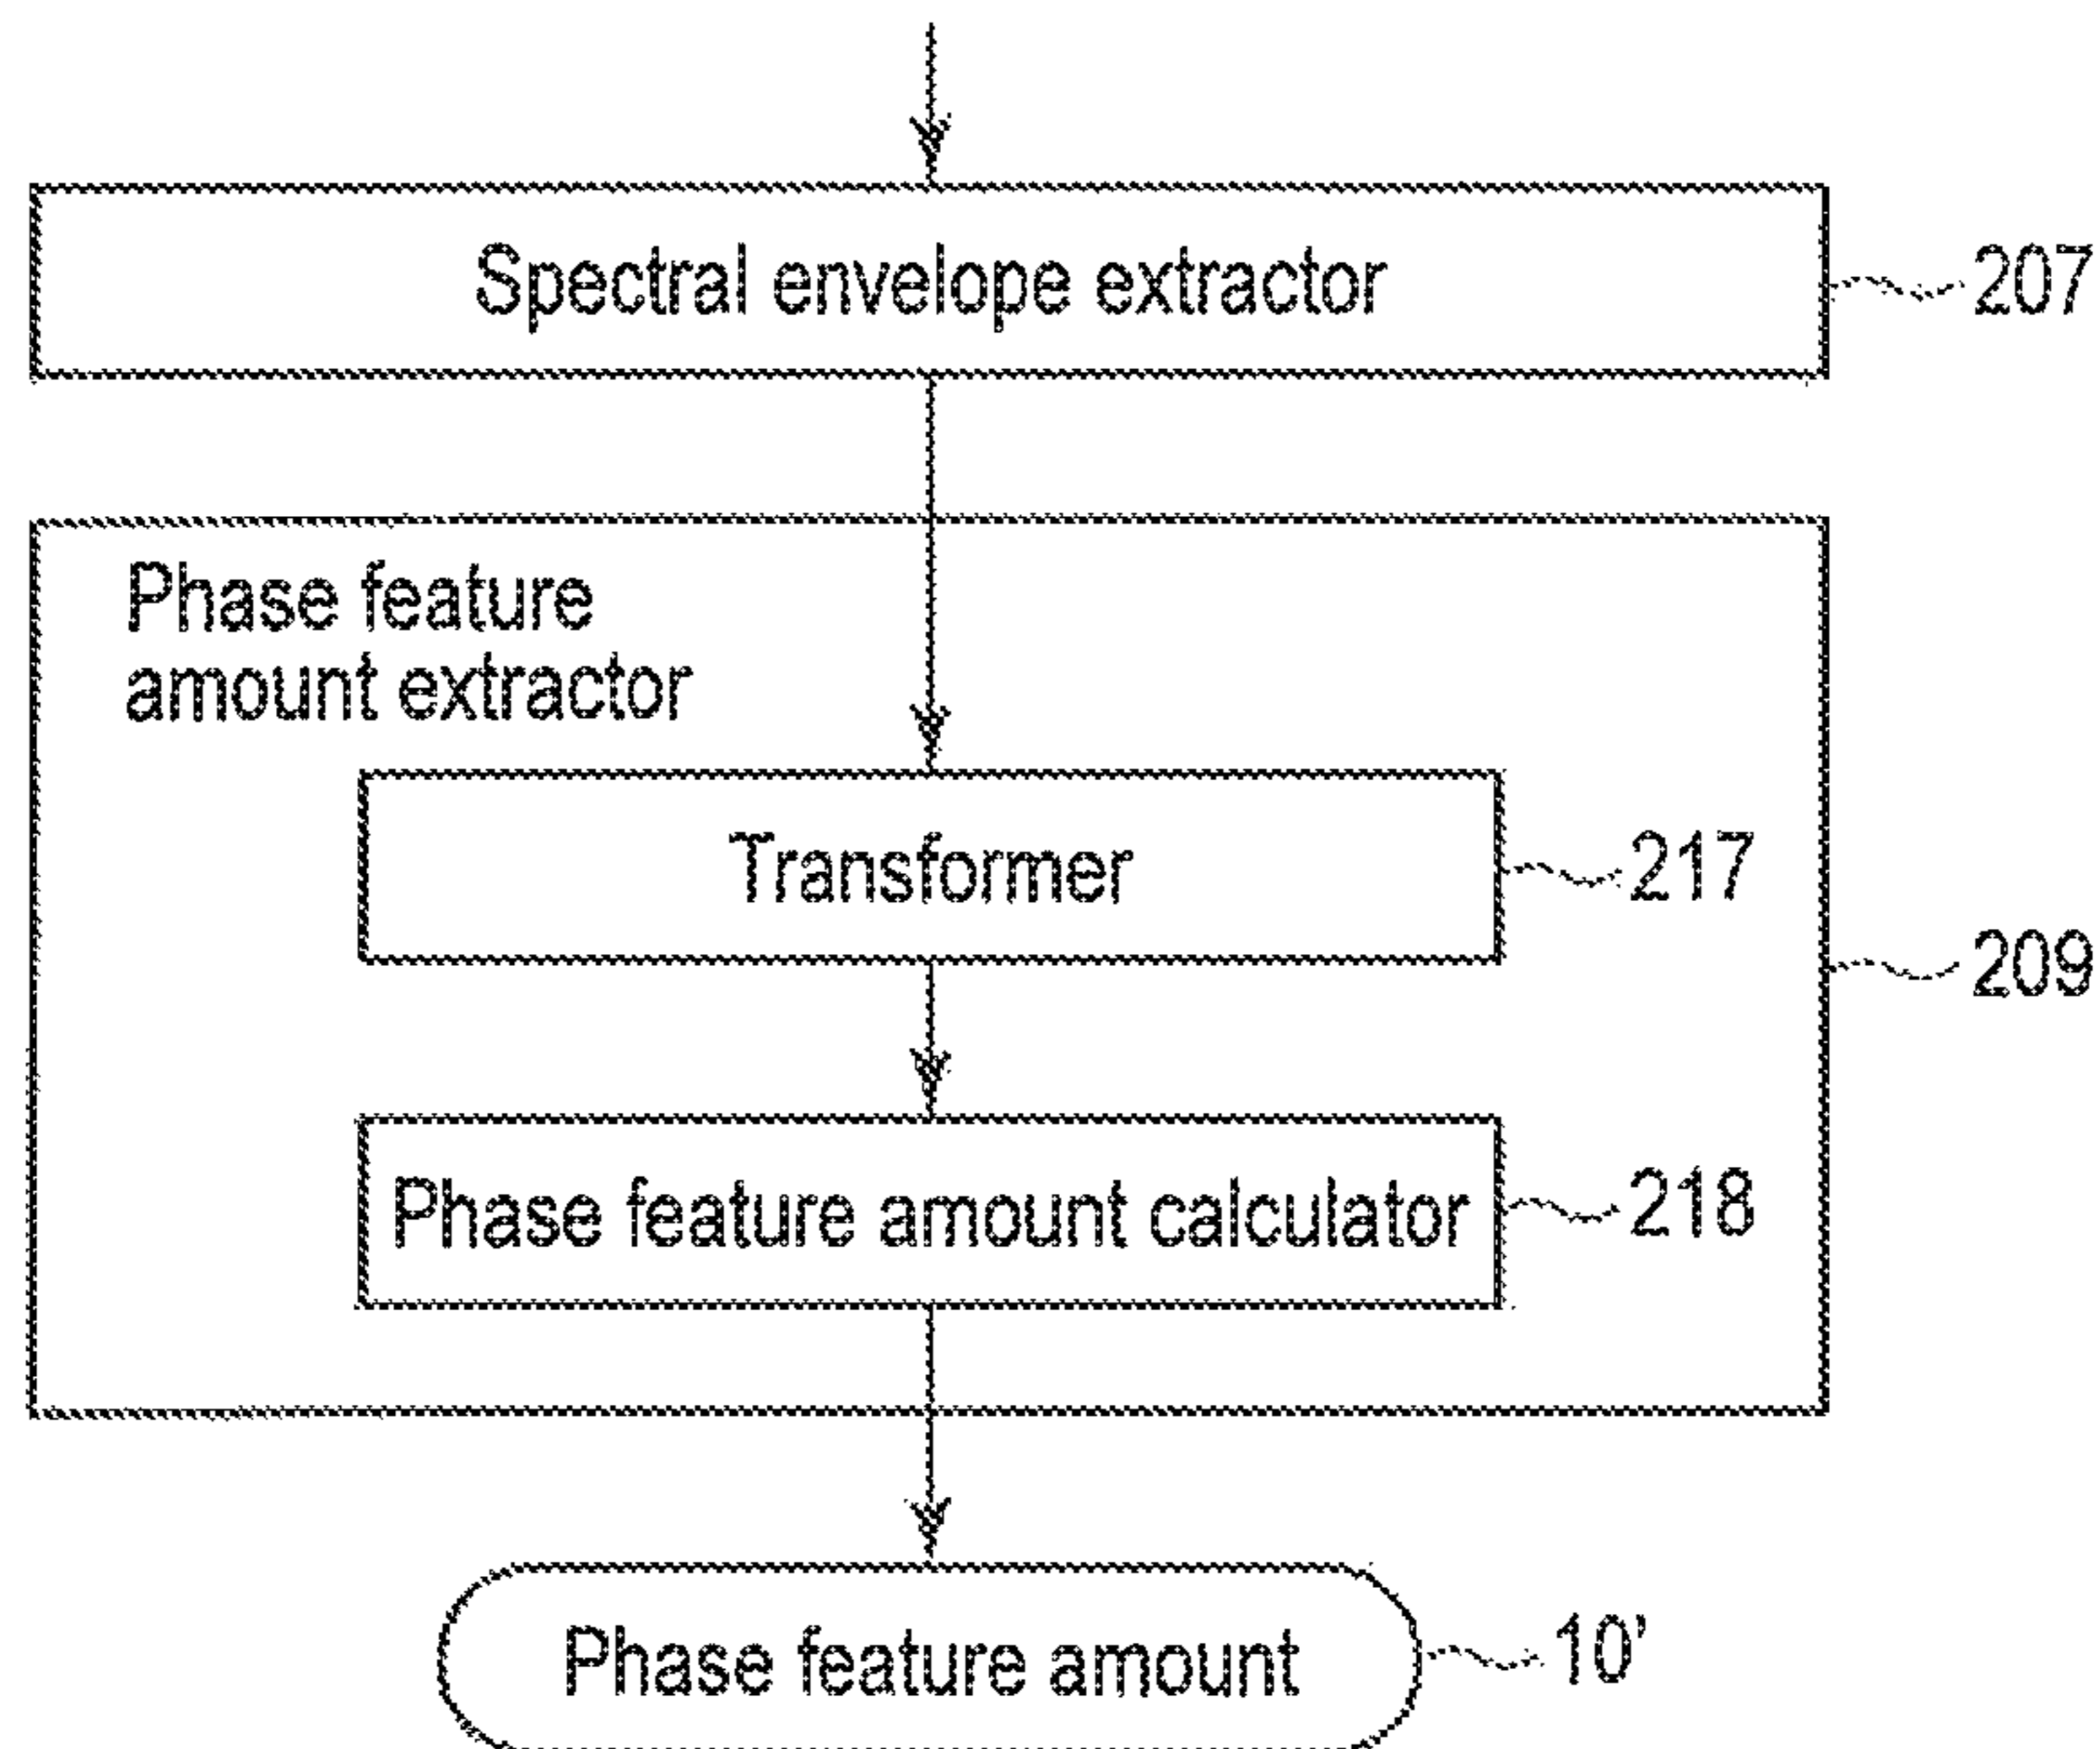 Spectral envelope extractor
207
Phase feature
amount extractor
Transformer
217
209
Phase feature amount calculator
218
Phase feature amount
10'